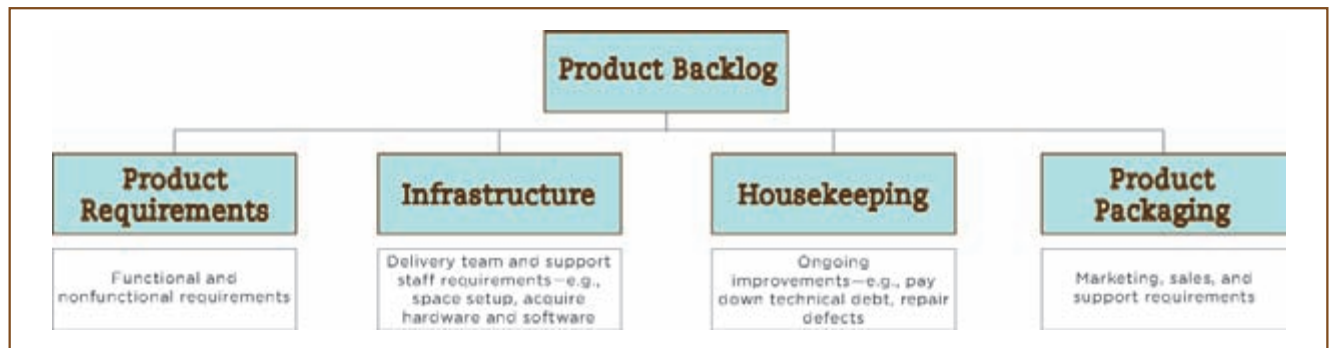 Product Backlog
Product
Requirements
Functional and
nonfunctional requirements
Infrastructure
Delivery team and support
staff requirements—e.g.,
space setup, acquire
hardware and software
Housekeeping
Ongoing
improvements—e.g., pay
down technical debt, repair
defects
Product
Packaging
Marketing, sales, and
support requirements